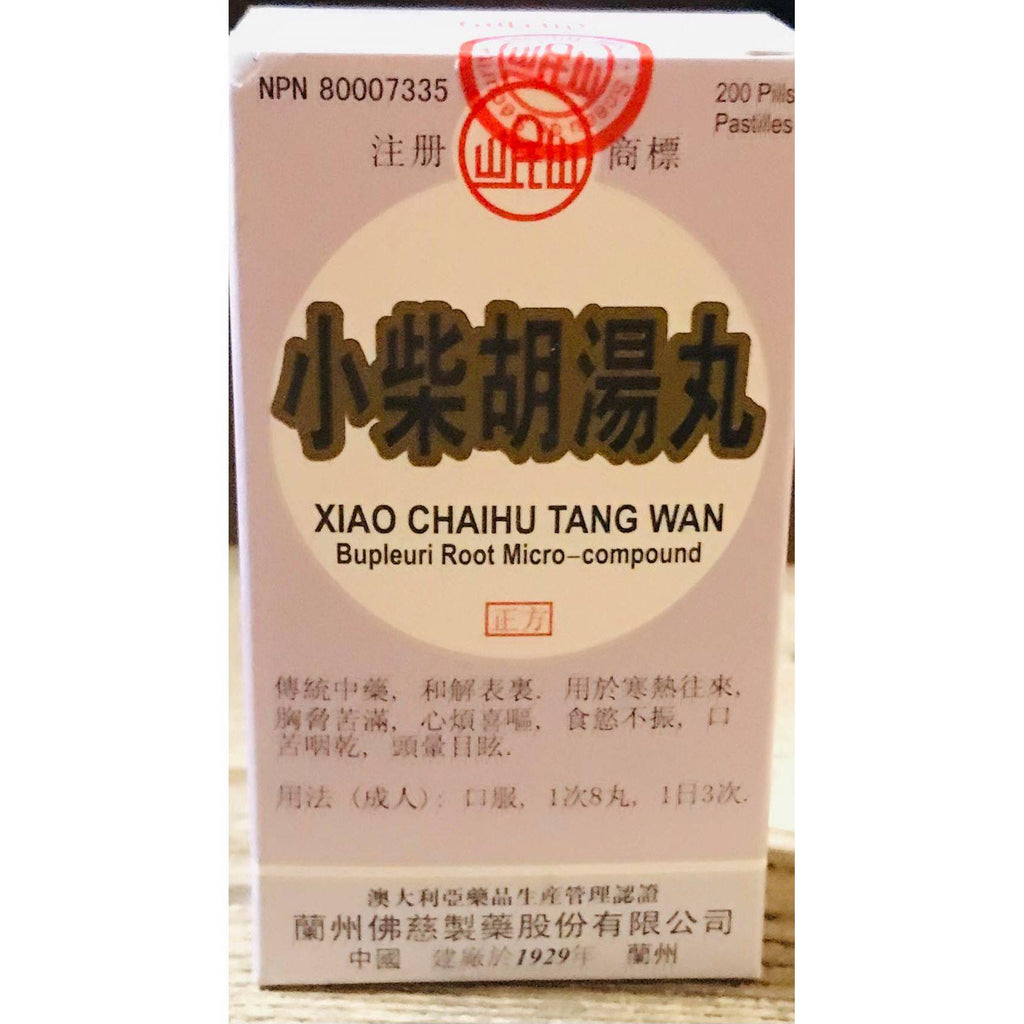 NPN 80007335
200 Pills
Pastilles
注册 岷山 商標
小柴胡湯丸
XIAO CHAIHU TANG WAN
Bupleuri Root Micro-compound
正方
傳統中藥, 和解表裏. 用於寒熱往來,
胸脅苦滿, 心煩喜嘔, 食慾不振, 口
苦咽乾, 頭暈目眩.
用法 (成人): 口服, 1次8丸, 1日3次.
澳大利亞藥品生産管理認證
蘭州佛慈製藥股份有限公司
中國 建廠於1929年 蘭州